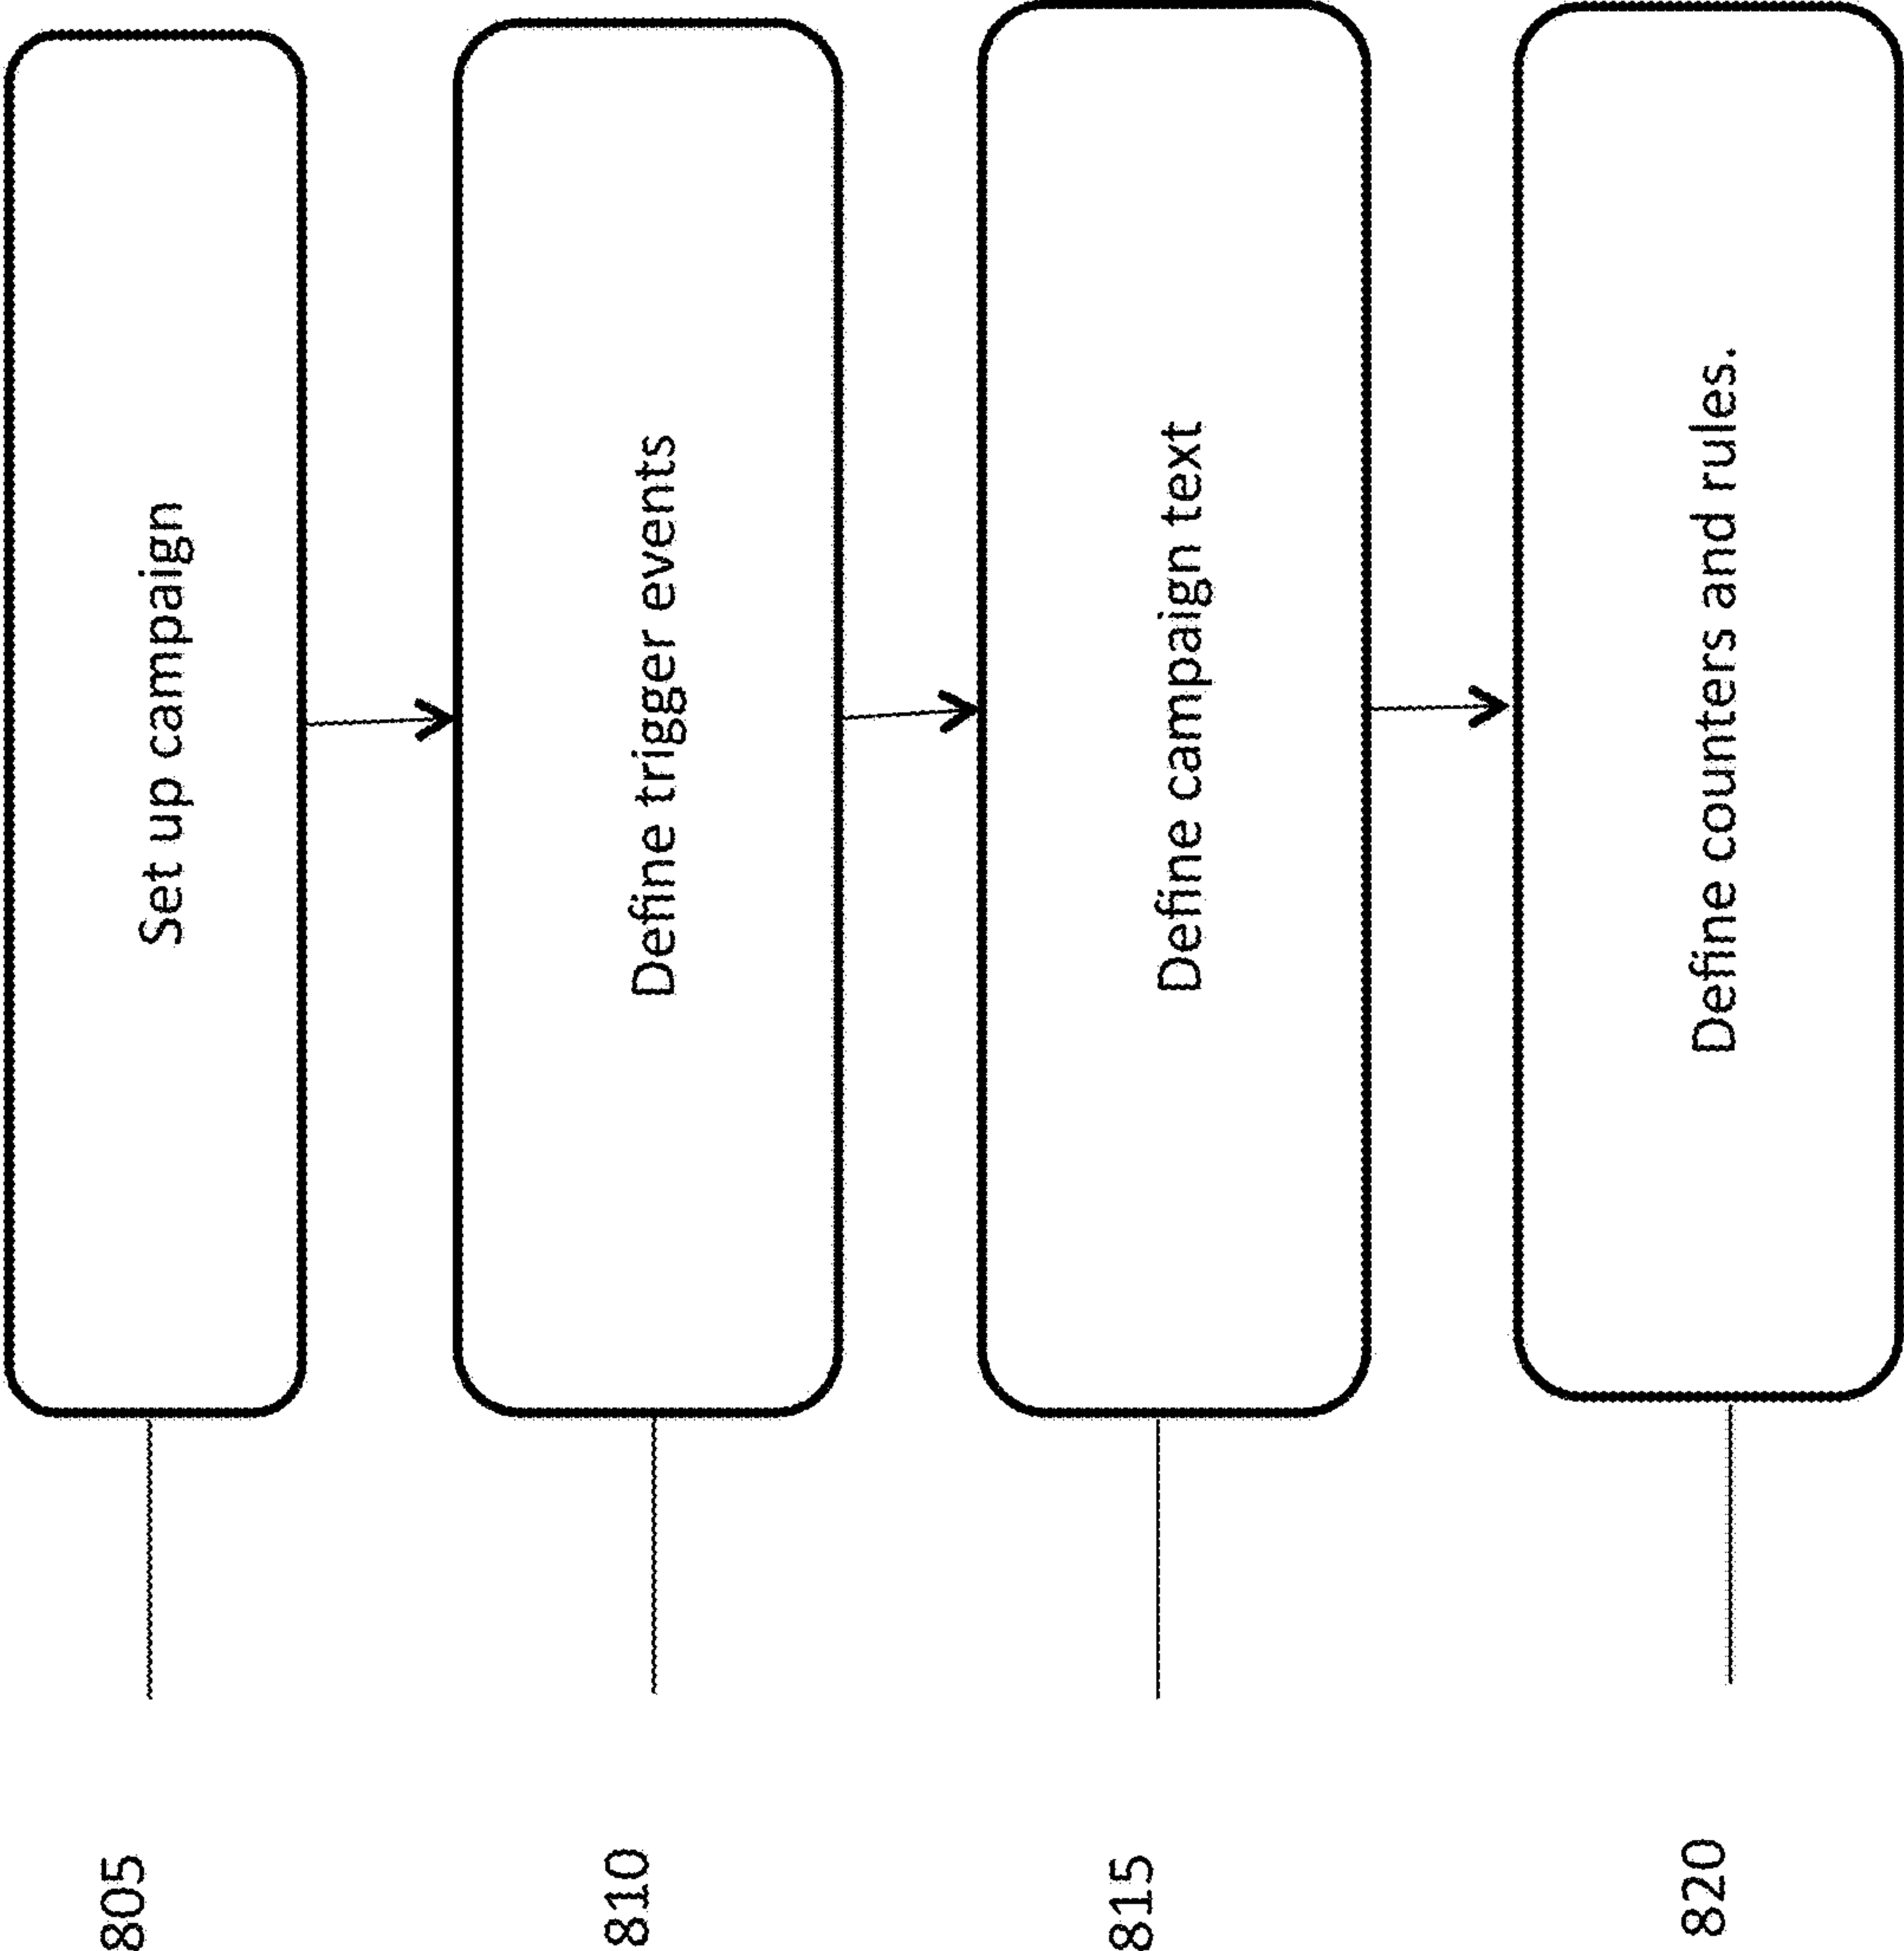 805
Set up campaign
810
Define trigger events
815
Define campaign text
820
Define counters and rules.